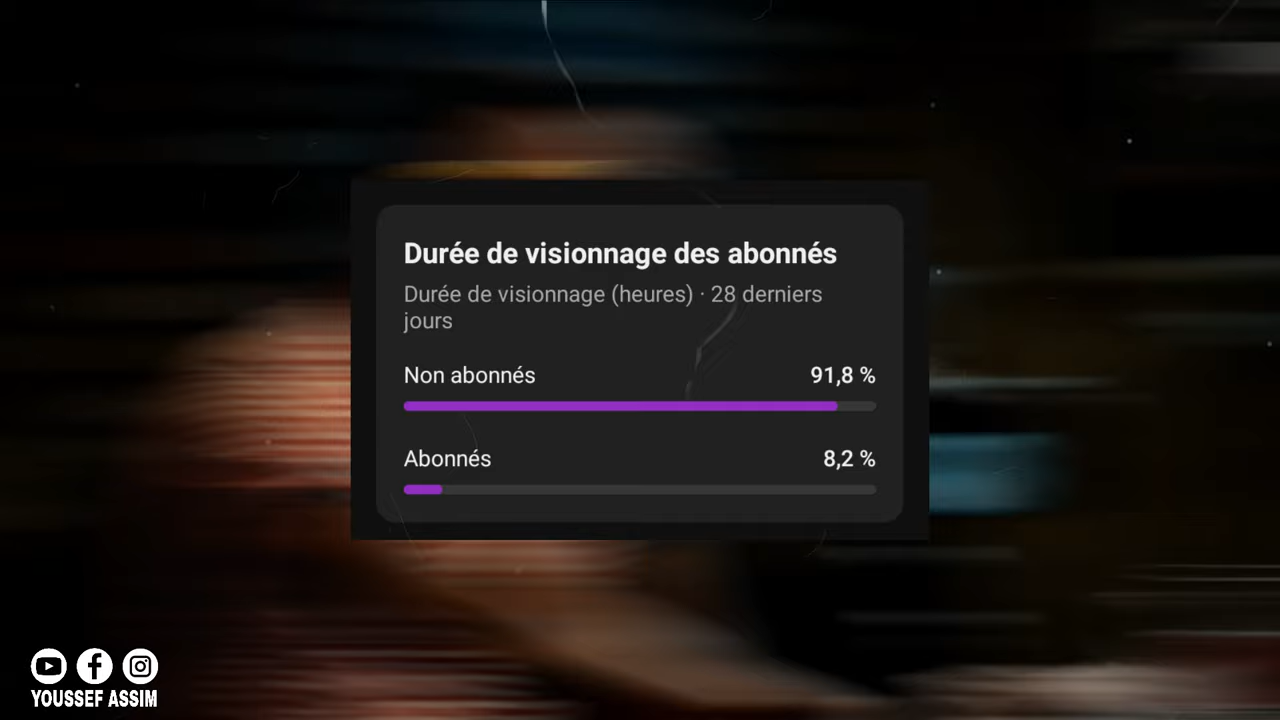 Durée de visionnage des abonnés
Durée de visionnage (heures) · 28 derniers
jours
Non abonnés 91,8 %
Abonnés 8,2 %
YOUSSEF ASSIM